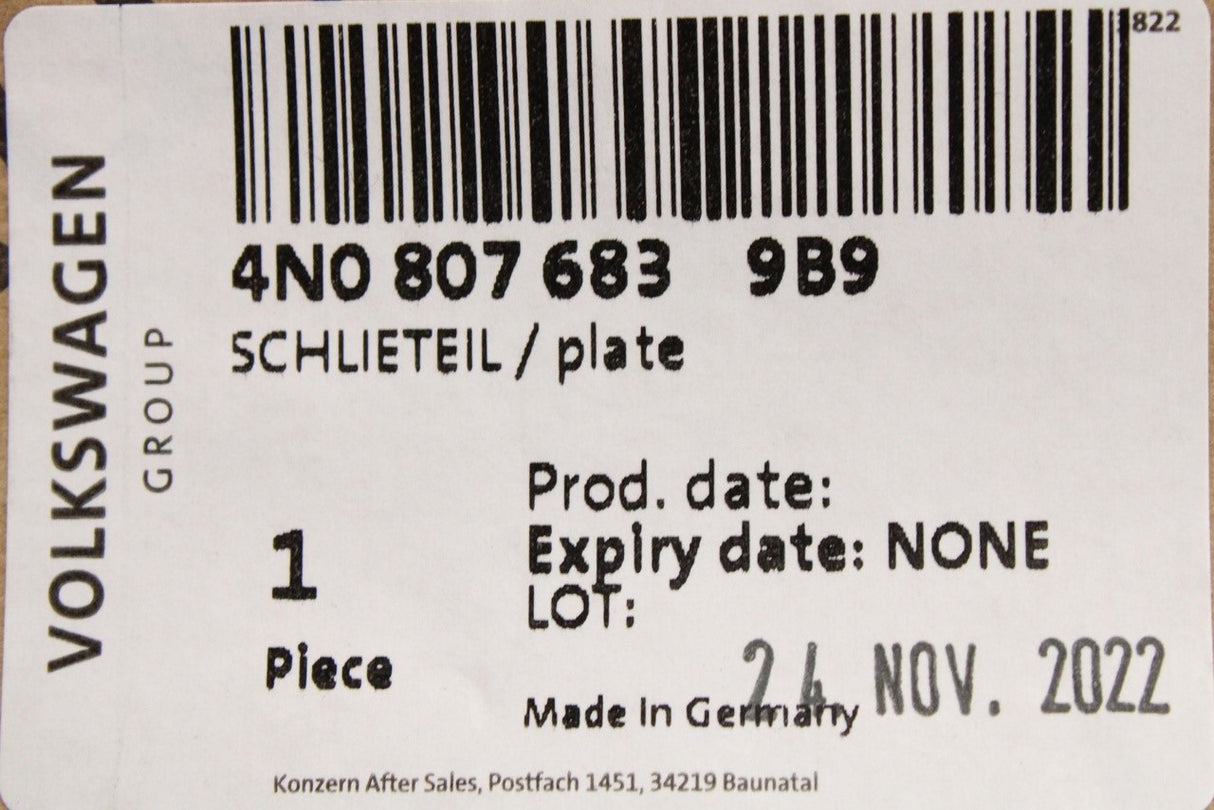 822
4N0 807 683 9B9
SCHLIETEIL / plate
VOLKSWAGEN
GROUP
Prod. date:
Expiry date: NONE
LOT:
1
Piece
24 NOV. 2022
Made in Germany
Konzern After Sales, Postfach 1451, 34219 Baunatal